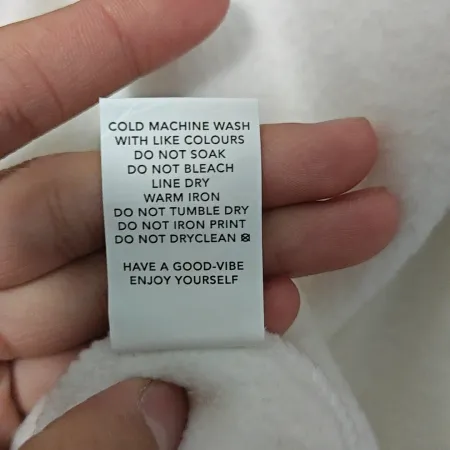 COLD MACHINE WASH
WITH LIKE COLOURS
DO NOT SOAK
DO NOT BLEACH
LINE DRY
WARM IRON
DO NOT TUMBLE DRY
DO NOT IRON PRINT
DO NOT DRYCLEAN
HAVE A GOOD-VIBE
ENJOY YOURSELF